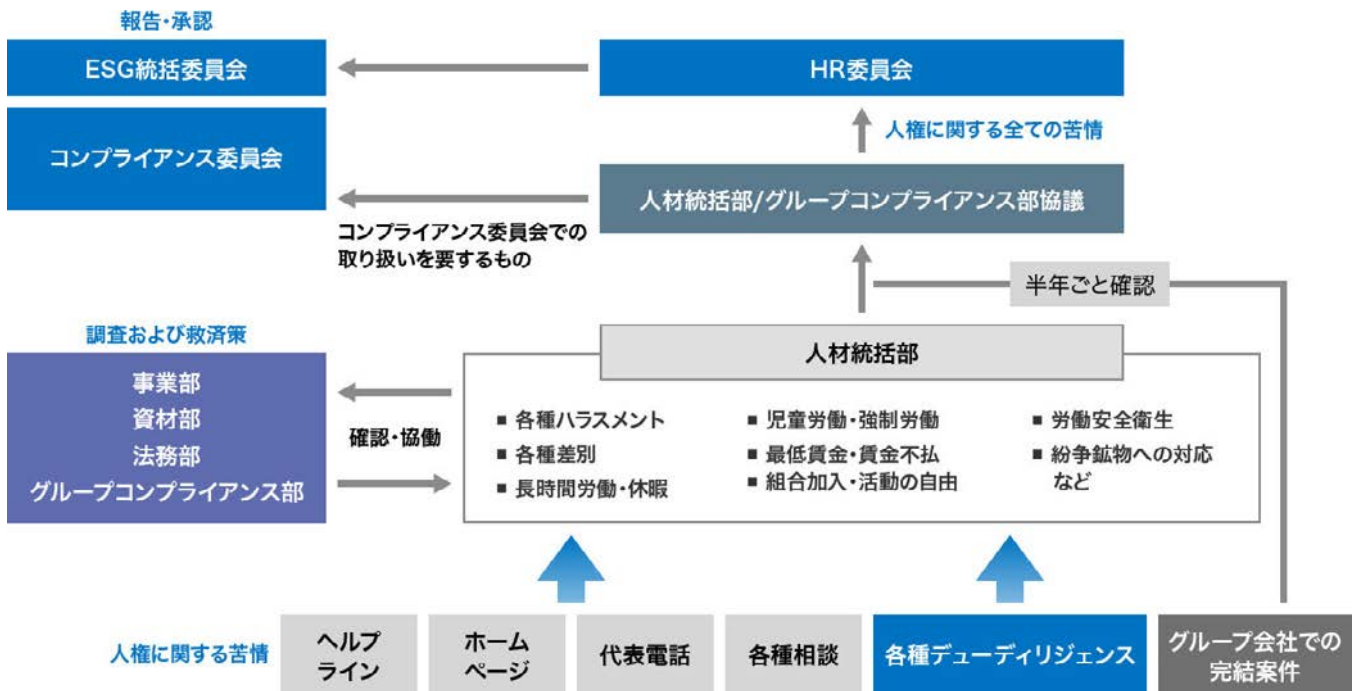 報告・承認
ESG統括委員会
HR委員会
コンプライアンス委員会
人権に関する全ての苦情
人材統括部/グループコンプライアンス部協議
コンプライアンス委員会での
取り扱いを要するもの
半年ごと確認
調査および救済策
事業部
資材部
法務部
グループコンプライアンス部
確認・協働
人材統括部
■ 各種ハラスメント
■ 各種差別
■ 長時間労働・休暇
■ 児童労働・強制労働
■ 最低賃金・賃金不払
■ 組合加入・活動の自由
■ 労働安全衛生
■ 紛争鉱物への対応
など
人権に関する苦情
ヘルプ
ライン
ホーム
ページ
代表電話
各種相談
各種デューディリジェンス
グループ会社での
完結案件